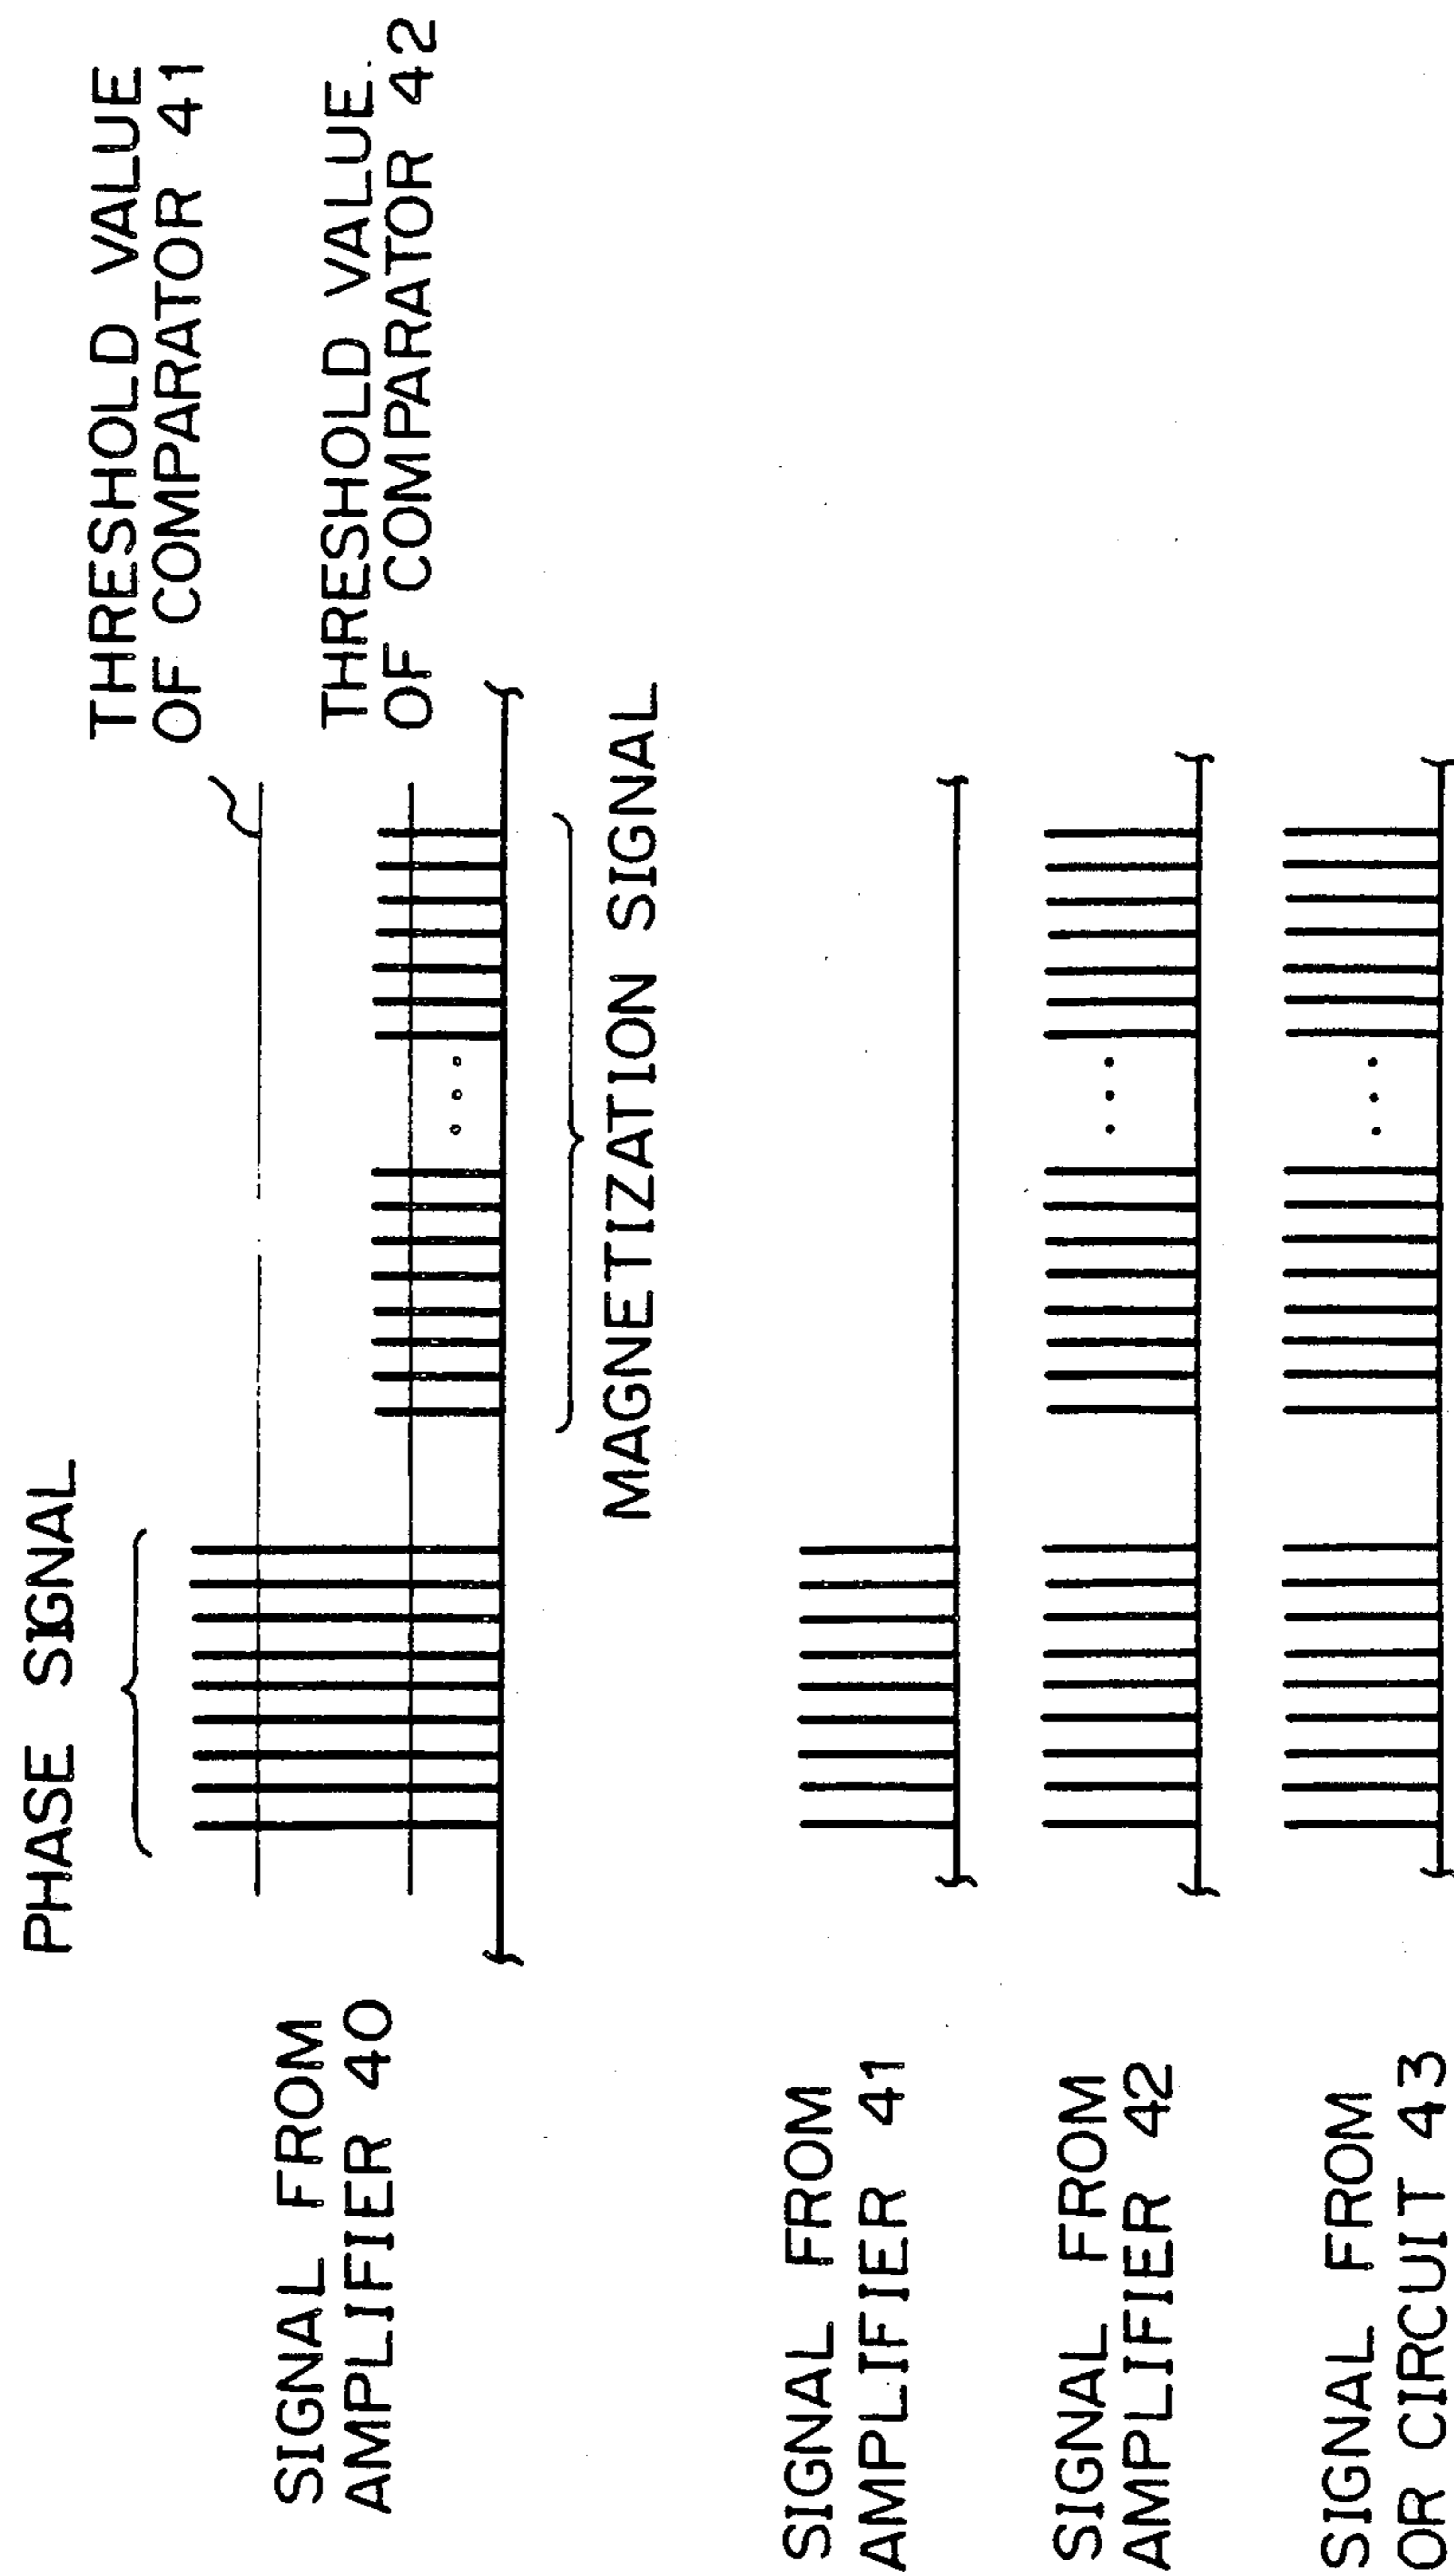 PHASE SIGNAL
THRESHOLD VALUE
OF COMPARATOR 41
THRESHOLD VALUE
OF COMPARATOR 42
SIGNAL FROM
AMPLIFIER 40
MAGNETIZATION SIGNAL
SIGNAL FROM
AMPLIFIER 41
SIGNAL FROM
AMPLIFIER 42
SIGNAL FROM
OR CIRCUIT 43